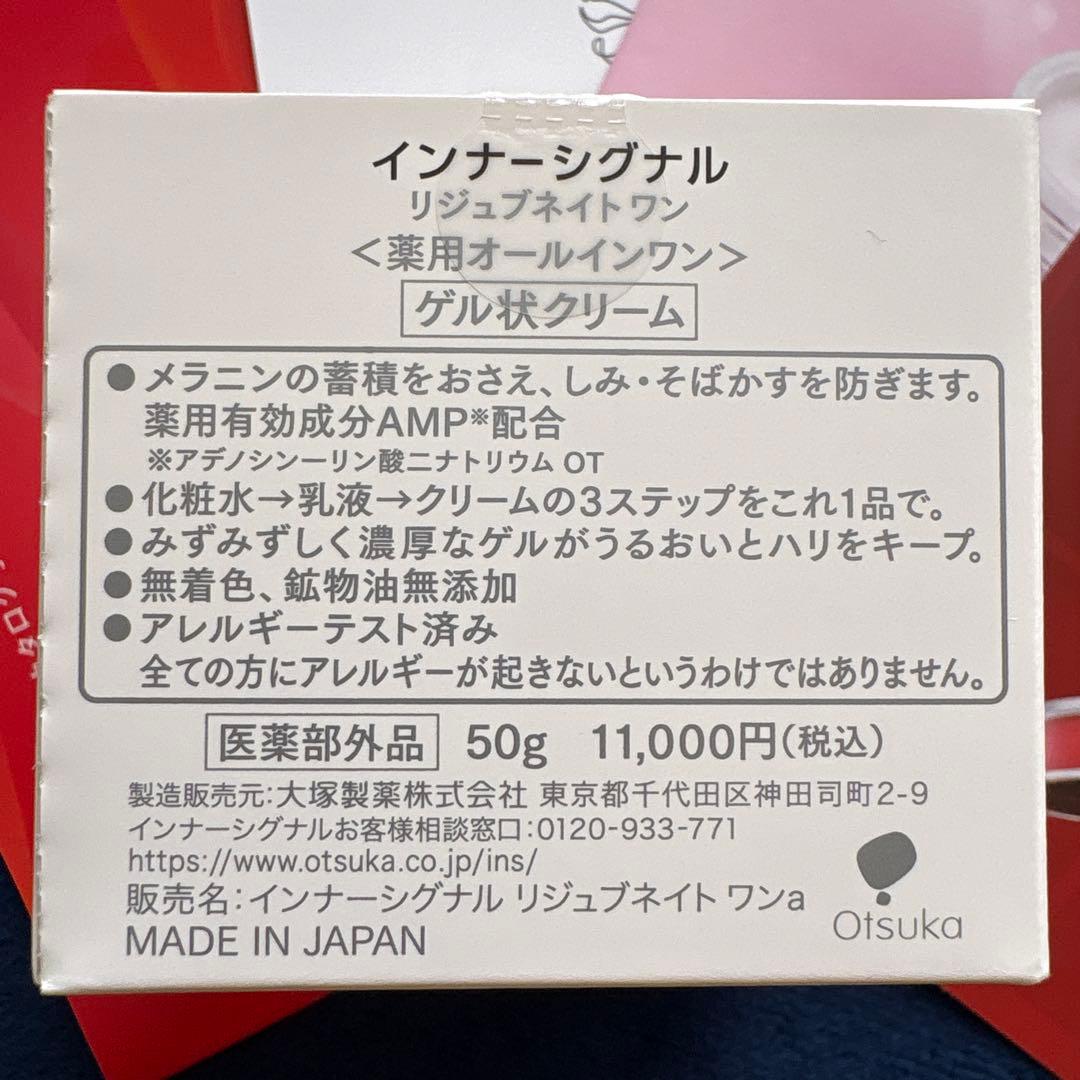 インナーシグナル
リジュブネイト ワン
＜薬用オールインワン＞
ゲル状クリーム
●メラニンの蓄積をおさえ、しみ・そばかすを防ぎます。
薬用有効成分AMP※配合
※アデノシン一リン酸二ナトリウム OT
●化粧水→乳液→クリームの3ステップをこれ1品で。
●みずみずしく濃厚なゲルがうるおいとハリをキープ。
●無着色、鉱物油無添加
●アレルギーテスト済み
全ての方にアレルギーが起きないというわけではありません。
医薬部外品 50g 11,000円(税込)
製造販売元:大塚製薬株式会社 東京都千代田区神田司町2-9
インナーシグナルお客様相談窓口:0120-933-771
https://www.otsuka.co.jp/ins/
販売名:インナーシグナル リジュブネイト ワンa
MADE IN JAPAN
Otsuka